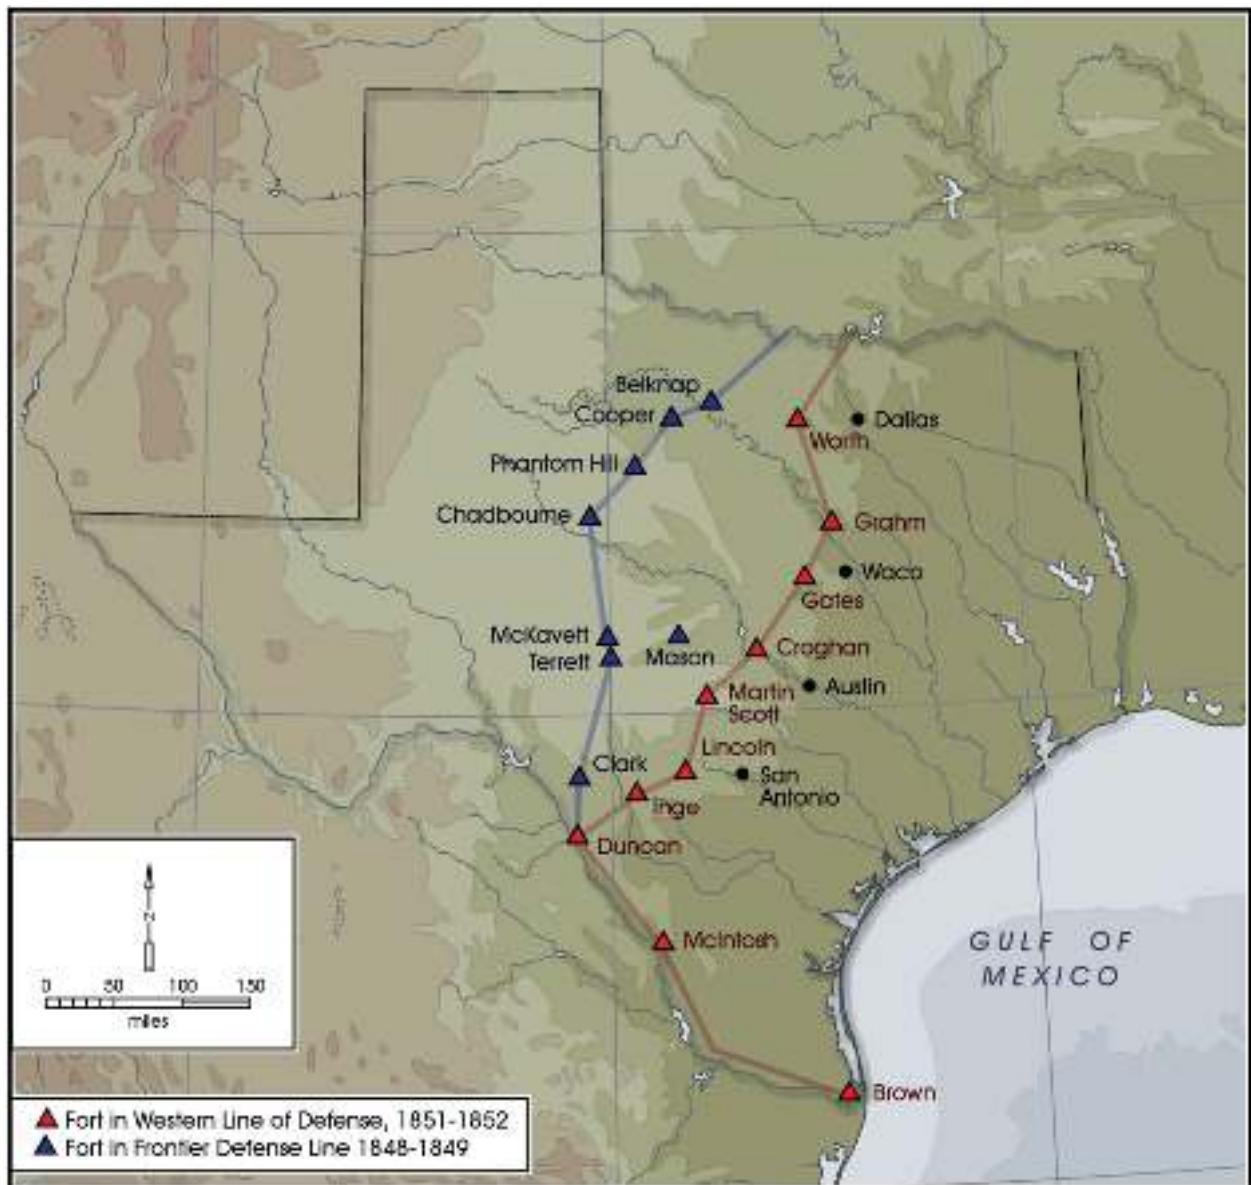 Belknap
Cooper
Worth
Dallas
Phantom Hill
Chadbourne
Grahm
Waco
Gates
McKavett
Terrett
Mason
Croghan
Austin
Martin
Scott
Lincoln
Clark
San
Antonio
Inge
Duncan
McIntosh
GULF OF
MEXICO
N
0 50 100 150
miles
Brown
Fort in Western Line of Defense, 1851-1852
Fort in Frontier Defense Line 1848-1849